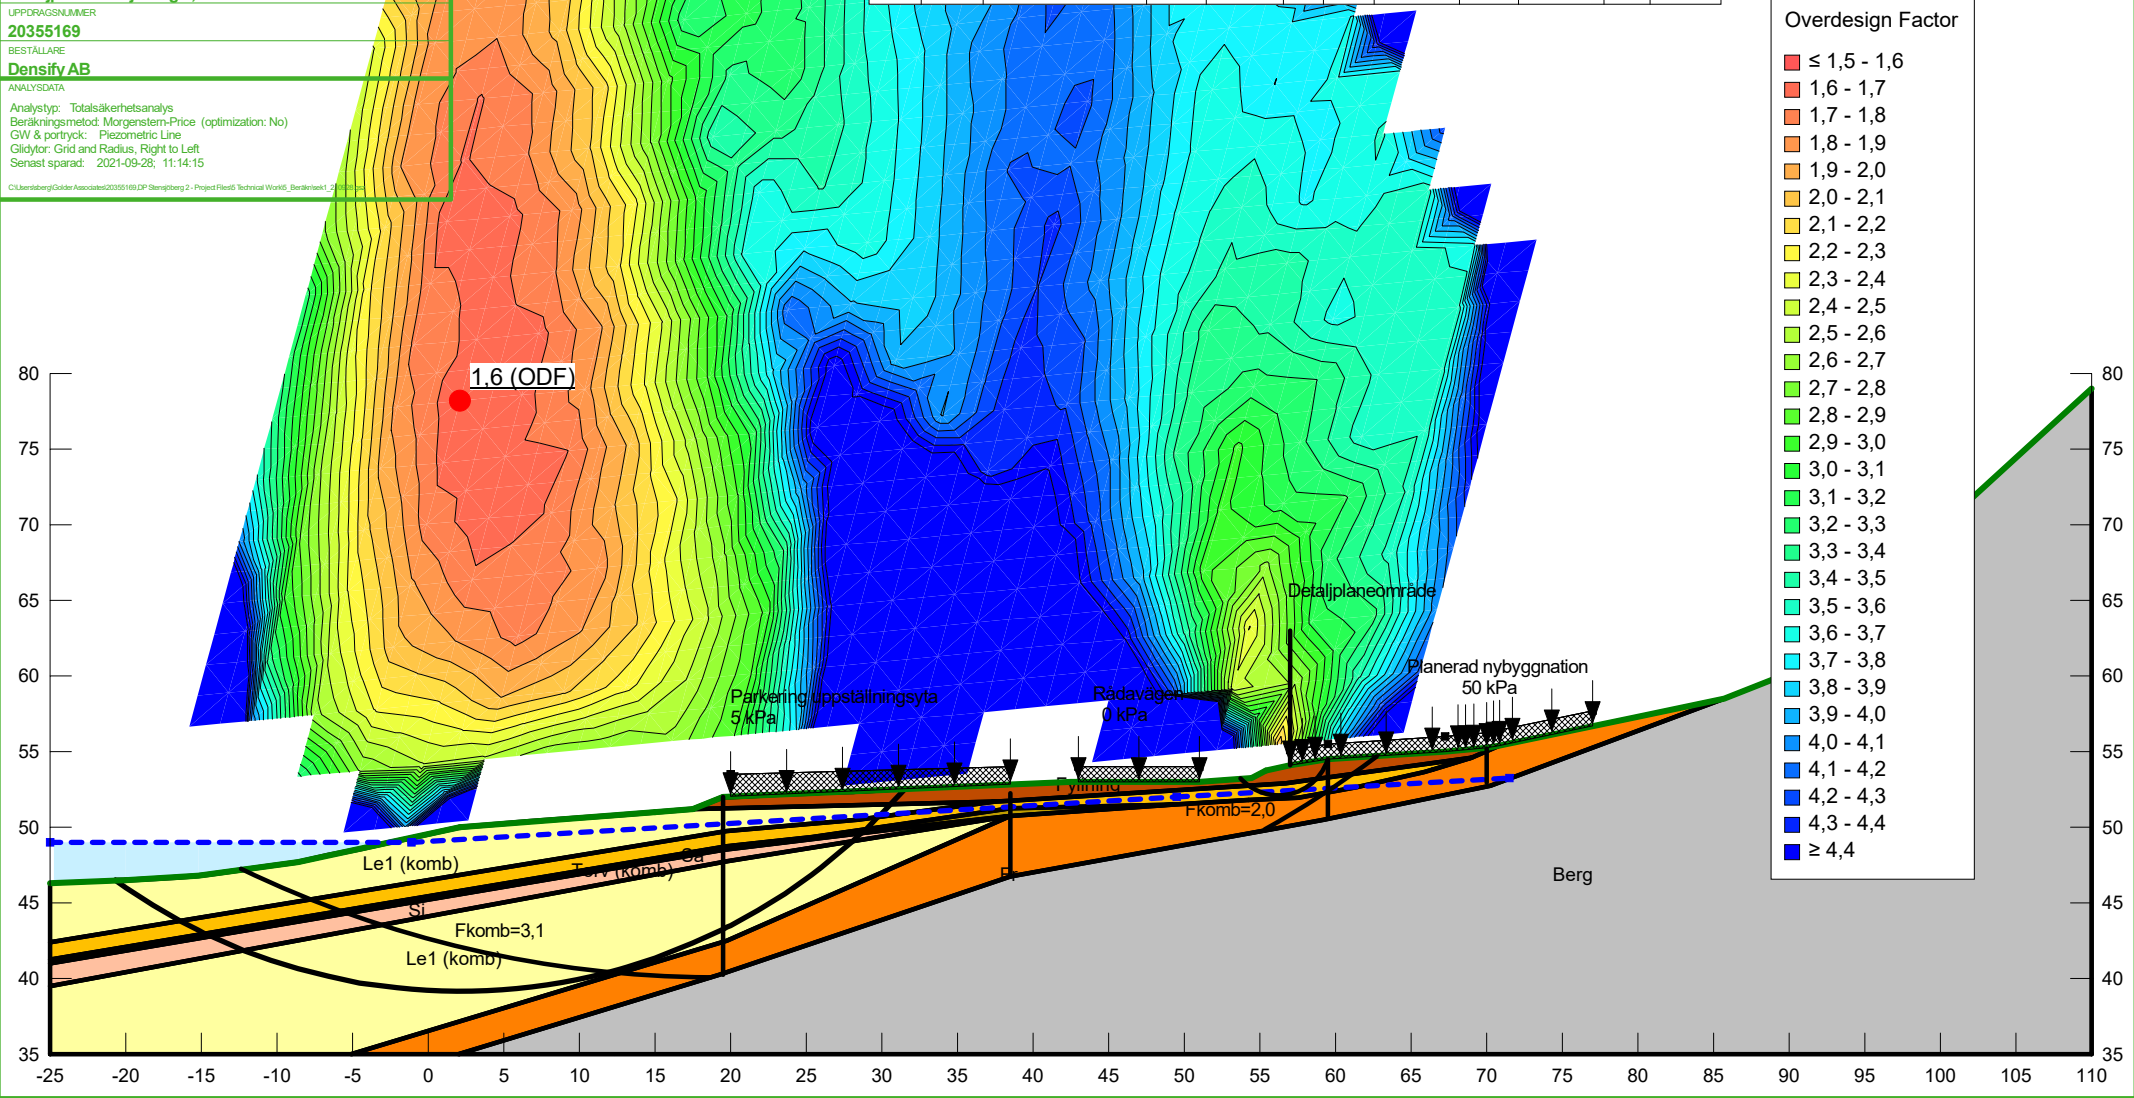 UPPDRAGSNUMMER
20355169
BESTÄLLARE
Densify AB
ANALYSDATA
Analystyp: Totalsäkerhetsanalys
Beräkningsmetod: Morgenstern-Price (optimization: No)
GW & portryck: Piezometric Line
Glidytor: Grid and Radius, Right to Left
Senast sparad: 2021-09-28; 11:14:15
Overdesign Factor
≤ 1,5 - 1,6
1,6 - 1,7
1,7 - 1,8
1,8 - 1,9
1,9 - 2,0
2,0 - 2,1
2,1 - 2,2
2,2 - 2,3
2,3 - 2,4
2,4 - 2,5
2,5 - 2,6
2,6 - 2,7
2,7 - 2,8
2,8 - 2,9
2,9 - 3,0
3,0 - 3,1
3,1 - 3,2
3,2 - 3,3
3,3 - 3,4
3,4 - 3,5
3,5 - 3,6
3,6 - 3,7
3,7 - 3,8
3,8 - 3,9
3,9 - 4,0
4,0 - 4,1
4,1 - 4,2
4,2 - 4,3
4,3 - 4,4
≥ 4,4
1,6 (ODF)
Detaljplaneområde
Planerad nybyggnation
50 kPa
Parkering uppställningsyta
5 kPa
Rådavägen
0 kPa
Fyllning
Fkomb=2,0
Le1 (komb)
Sa
Torv (komb)
Fr
Berg
Si
Fkomb=3,1
Le1 (komb)
80
75
70
65
60
55
50
45
40
35
80
75
70
65
60
55
50
45
40
35
-25 -20 -15 -10 -5 0 5 10 15 20 25 30 35 40 45 50 55 60 65 70 75 80 85 90 95 100 105 110